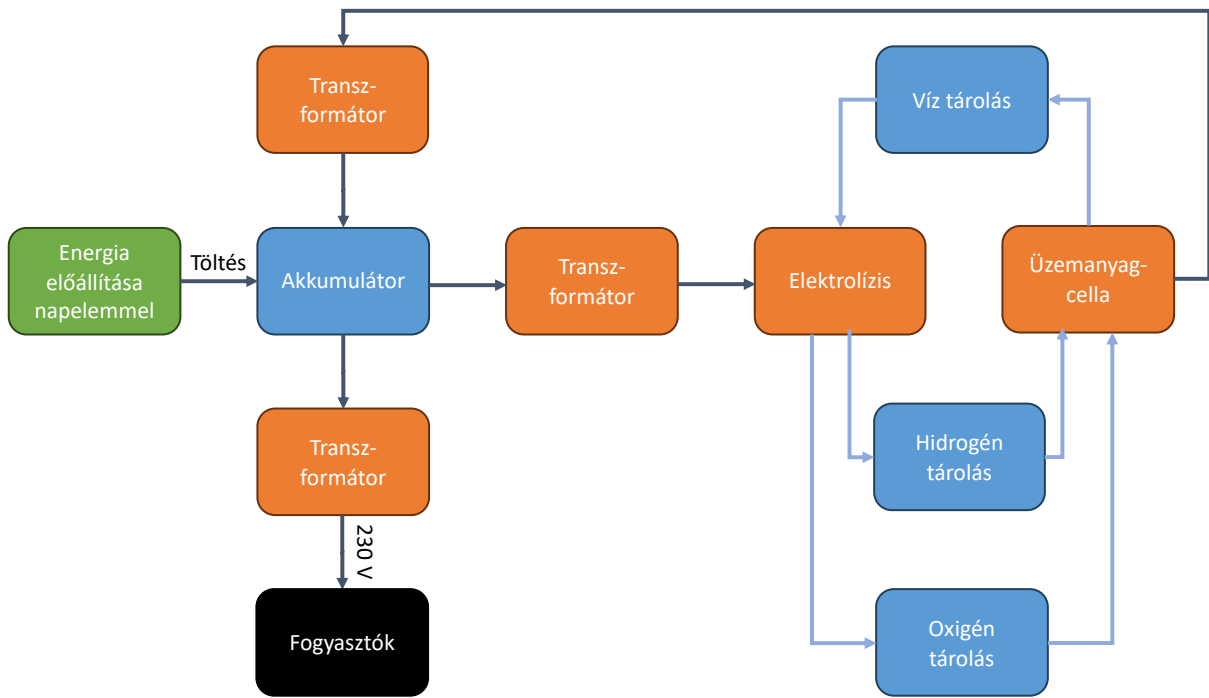 Transz-
formátor
Víz tárolás
Energia
előállítása
napelemmel
Töltés
Akkumulátor
Transz-
formátor
Elektrolízis
Üzemanyag-
cella
Transz-
formátor
Hidrogén
tárolás
230 V
Fogyasztók
Oxigén
tárolás